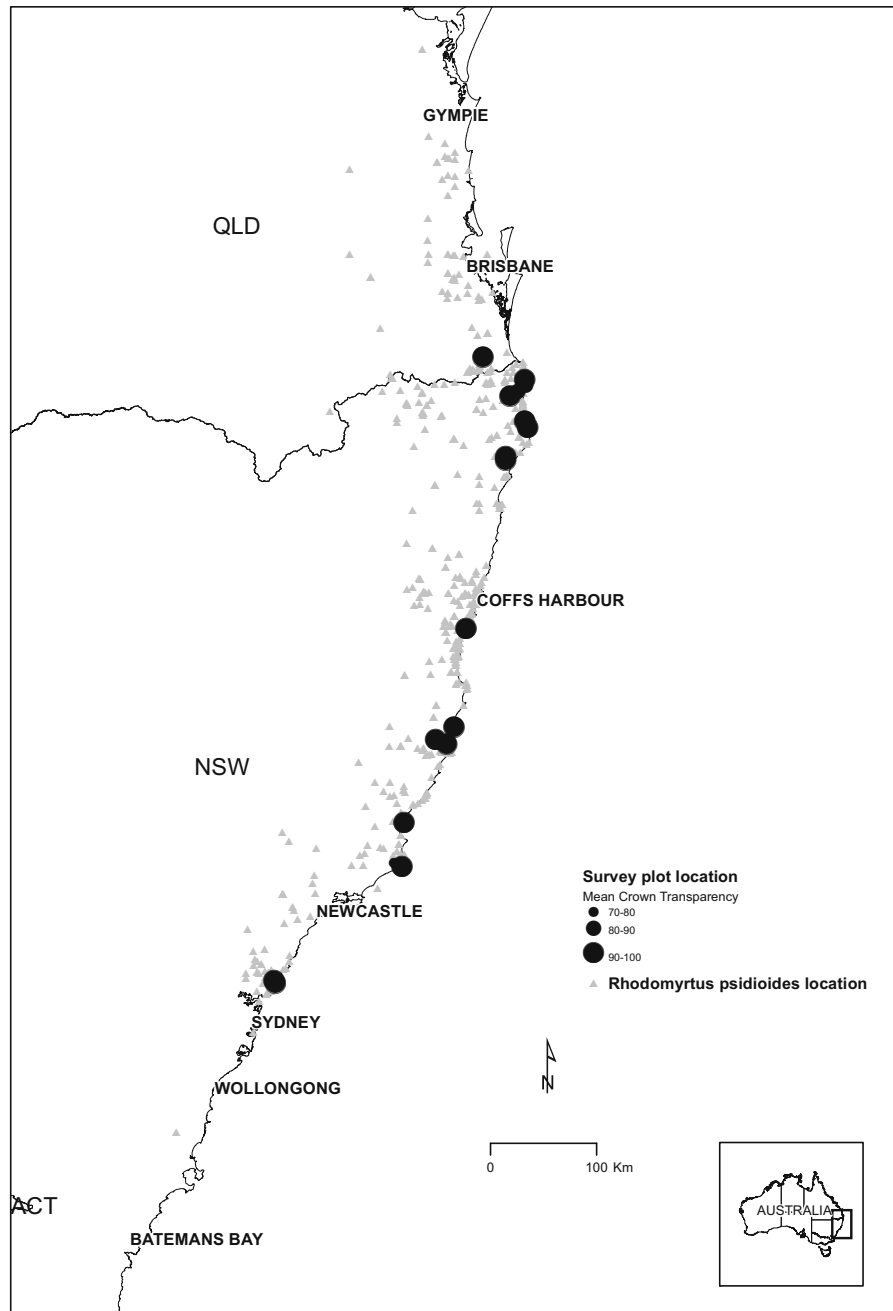 GYMPIE
QLD
BRISBANE
COFFS HARBOUR
NSW
Survey plot location
Mean Crown Transparency
70-80
80-90
90-100
Rhodomyrtus psidioides location
NEWCASTLE
SYDNEY
WOLLONGONG
N
0 100 Km
ACT
AUSTRALIA
BATEMANS BAY